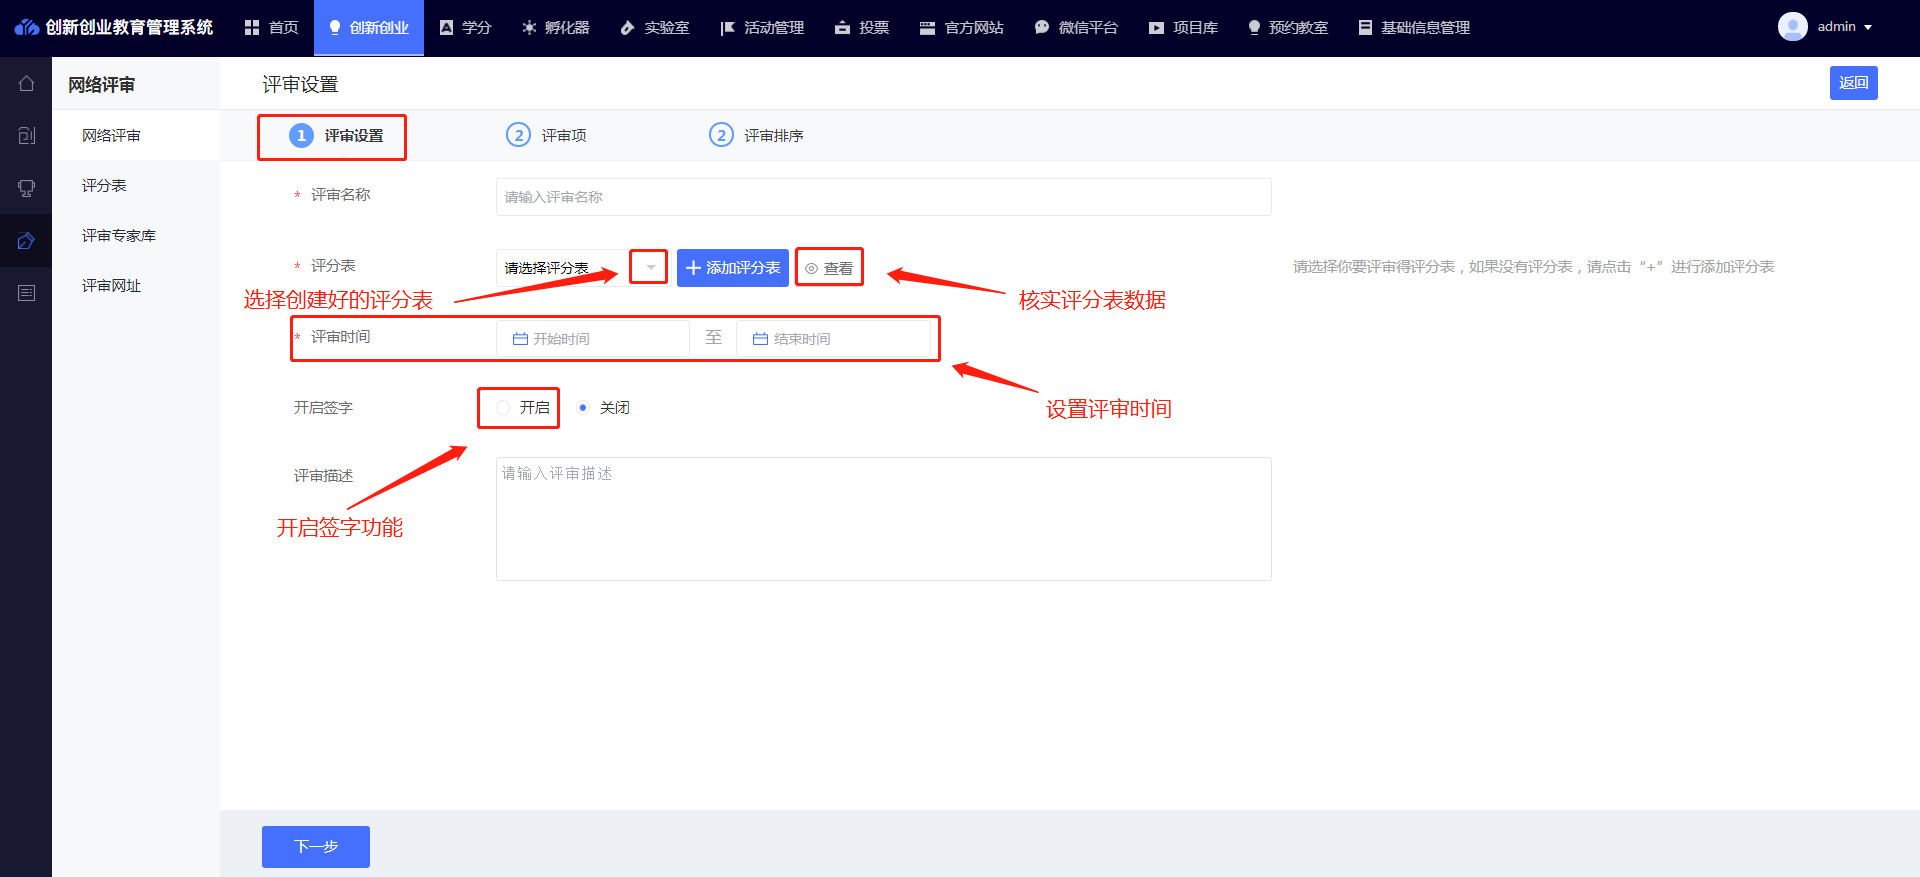 创新创业教育管理系统 首页 创新创业 学分 孵化器 实验室 活动管理 投票 官方网站 微信平台 项目库 预约教室 基础信息管理 admin
网络评审
网络评审
评分表
评审专家库
评审网址
评审设置 返回
1 评审设置 2 评审项 2 评审排序
* 评审名称 请输入评审名称
* 评分表 请选择评分表 添加评分表 查看 请选择你要评审得评分表，如果没有评分表，请点击“+”进行添加评分表
选择创建好的评分表 核实评分表数据
* 评审时间 开始时间 至 结束时间
设置评审时间
开启签字 开启 关闭
评审描述 请输入评审描述
开启签字功能
下一步